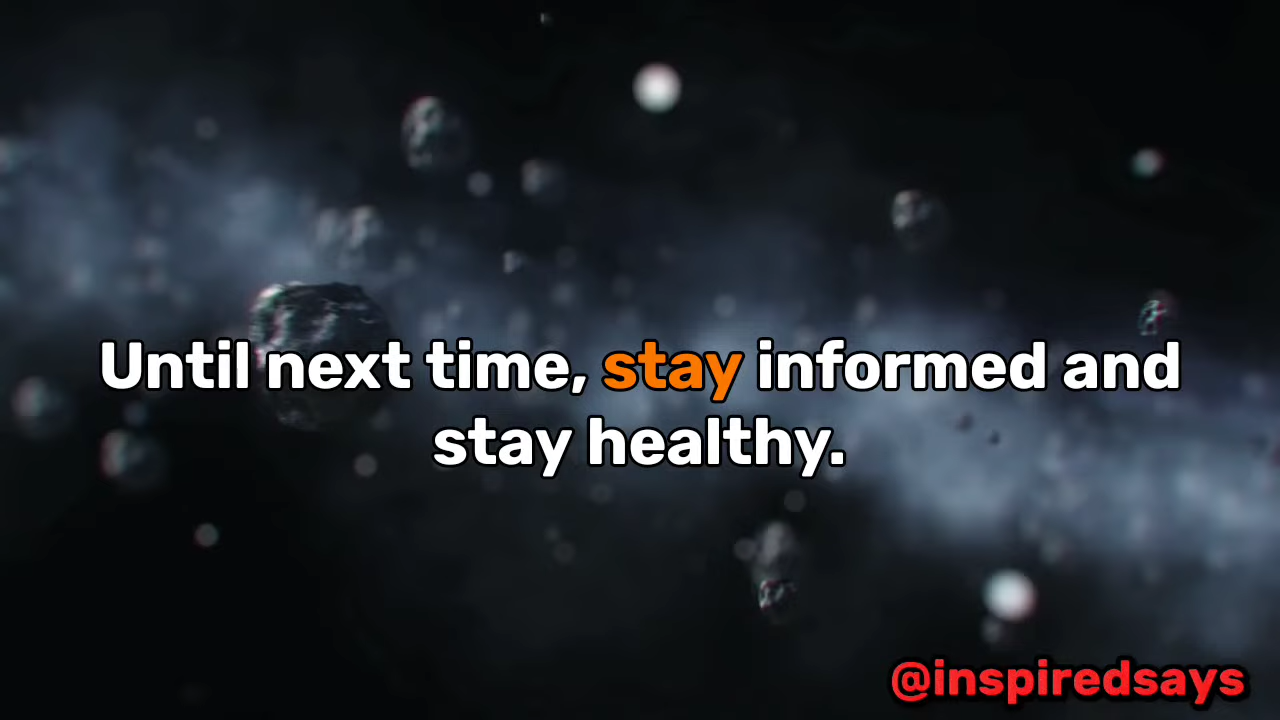 Until next time, stay informed and
stay healthy.
@inspiredsays